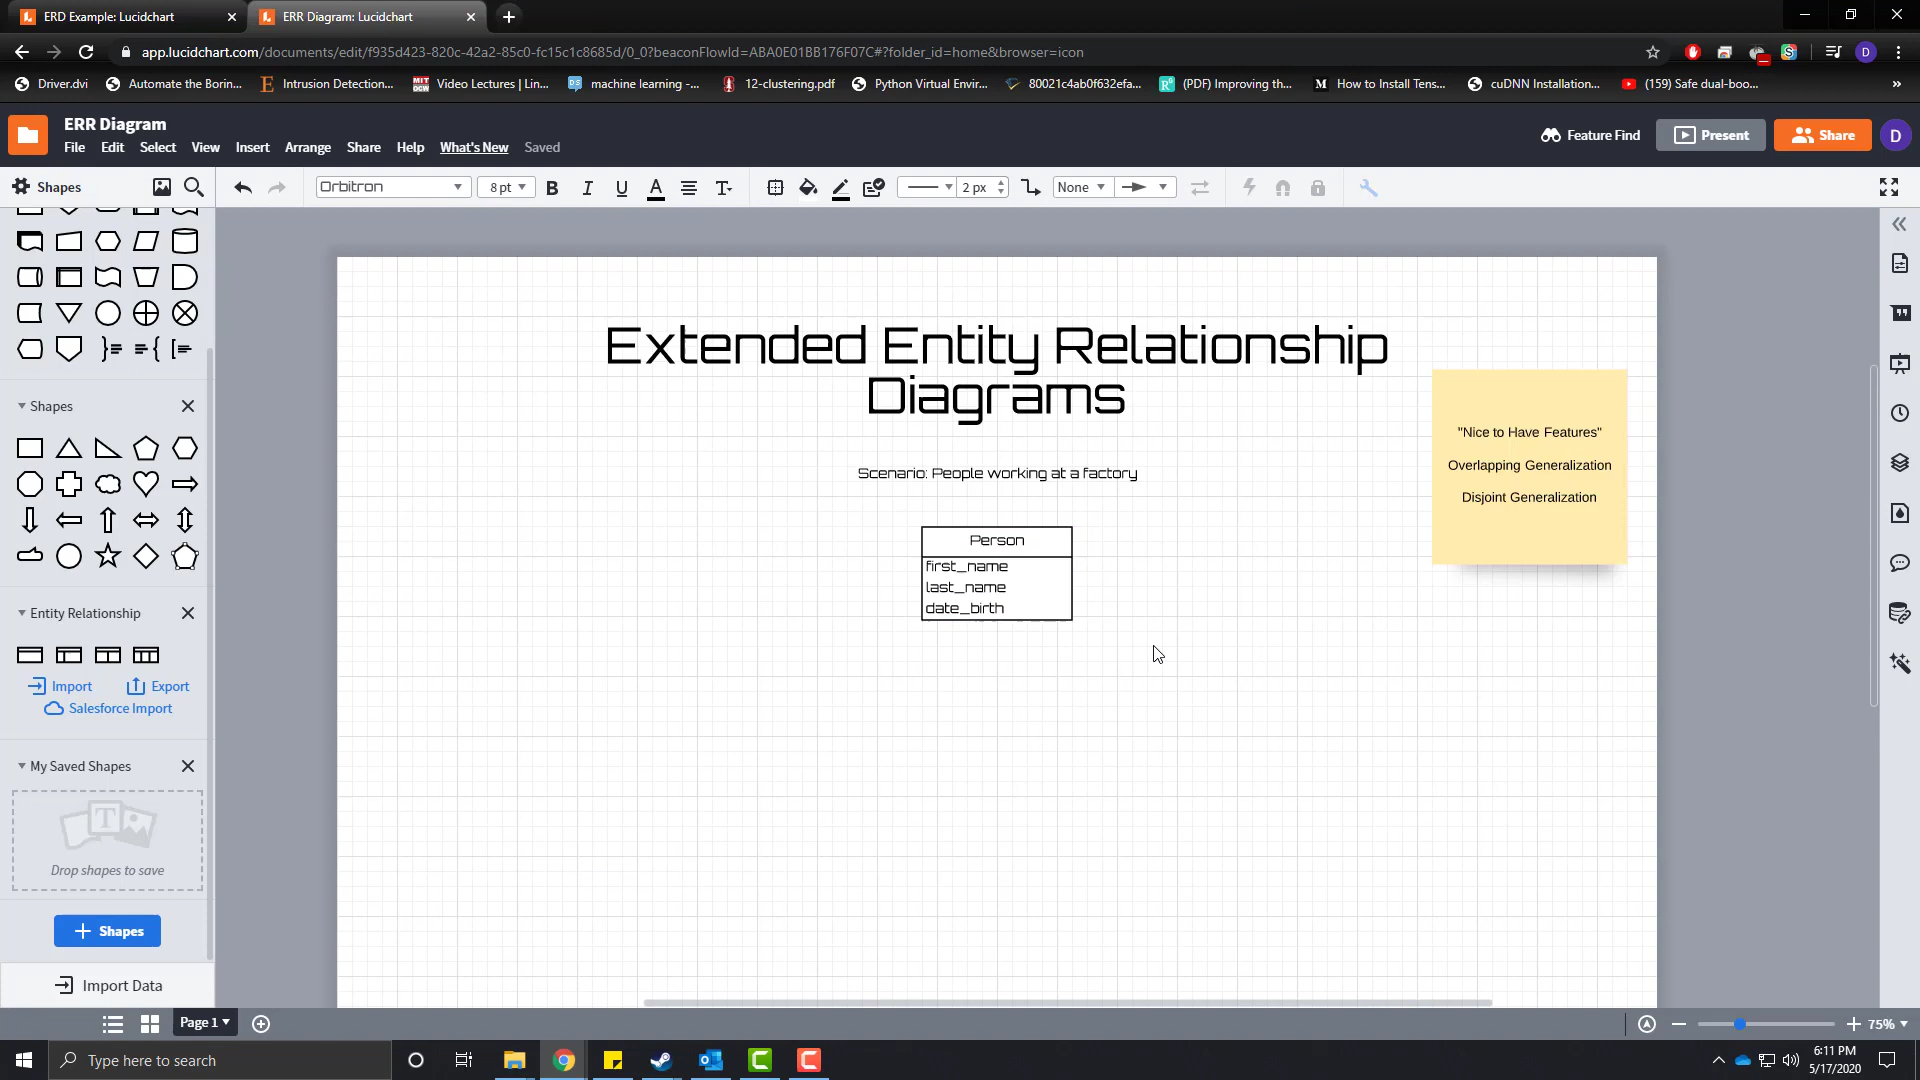 ERD Example: Lucidchart
ERR Diagram: Lucidchart
app.lucidchart.com/documents/edit/f935d423-820c-42a2-85c0-fc15c1c8685d/0_0?beaconFlowId=ABA0E01BB176F07C#?folder_id=home&browser=icon
D
Driver.dvi
Automate the Borin...
Intrusion Detection...
Video Lectures | Lin...
machine learning -...
12-clustering.pdf
Python Virtual Envir...
80021c4ab0f632efa...
(PDF) Improving th...
How to Install Tens...
cuDNN Installation...
(159) Safe dual-boo...
ERR Diagram
File Edit Select View Insert Arrange Share Help What's New Saved
Feature Find
Present
Share
D
Shapes
Orbitron
8 pt
B I U A
2 px
None
Extended Entity Relationship
Diagrams
Scenario: People working at a factory
Person
first_name
last_name
date_birth
"Nice to Have Features"
Overlapping Generalization
Disjoint Generalization
Shapes
Entity Relationship
Import
Export
Salesforce Import
My Saved Shapes
T
Drop shapes to save
+ Shapes
Import Data
Page 1
75%
Type here to search
6:11 PM
5/17/2020